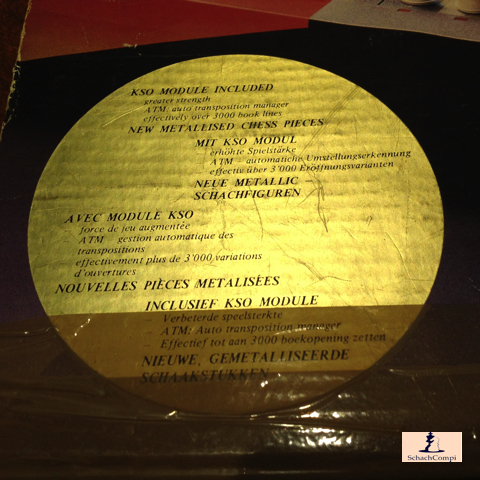 KSO MODULE INCLUDED
greater strength
ATM: auto transposition manager
effectively over 3000 book lines
NEW METALLISED CHESS PIECES
MIT KSO MODUL
erhöhte Spielstärke
ATM - automatiche Umstellungserkennung
effectiv über 3'000 Eröffnungsvarianten
NEUE METALLIC
SCHACHFIGUREN
AVEC MODULE KSO
force de jeu augmentée
ATM gestion automatique des
transpositions
effectivement plus de 3'000 variations
d'ouvertures
NOUVELLES PIÈCES METALISÈES
INCLUSIEF KSO MODULE
- Verbeterde speelsterkte
- ATM: Auto transposition manager
- Effectief tot aan 3000 boekopening zetten
NIEUWE, GEMETALLISEERDE
SCHAAKSTUKKEN
SchachCompi